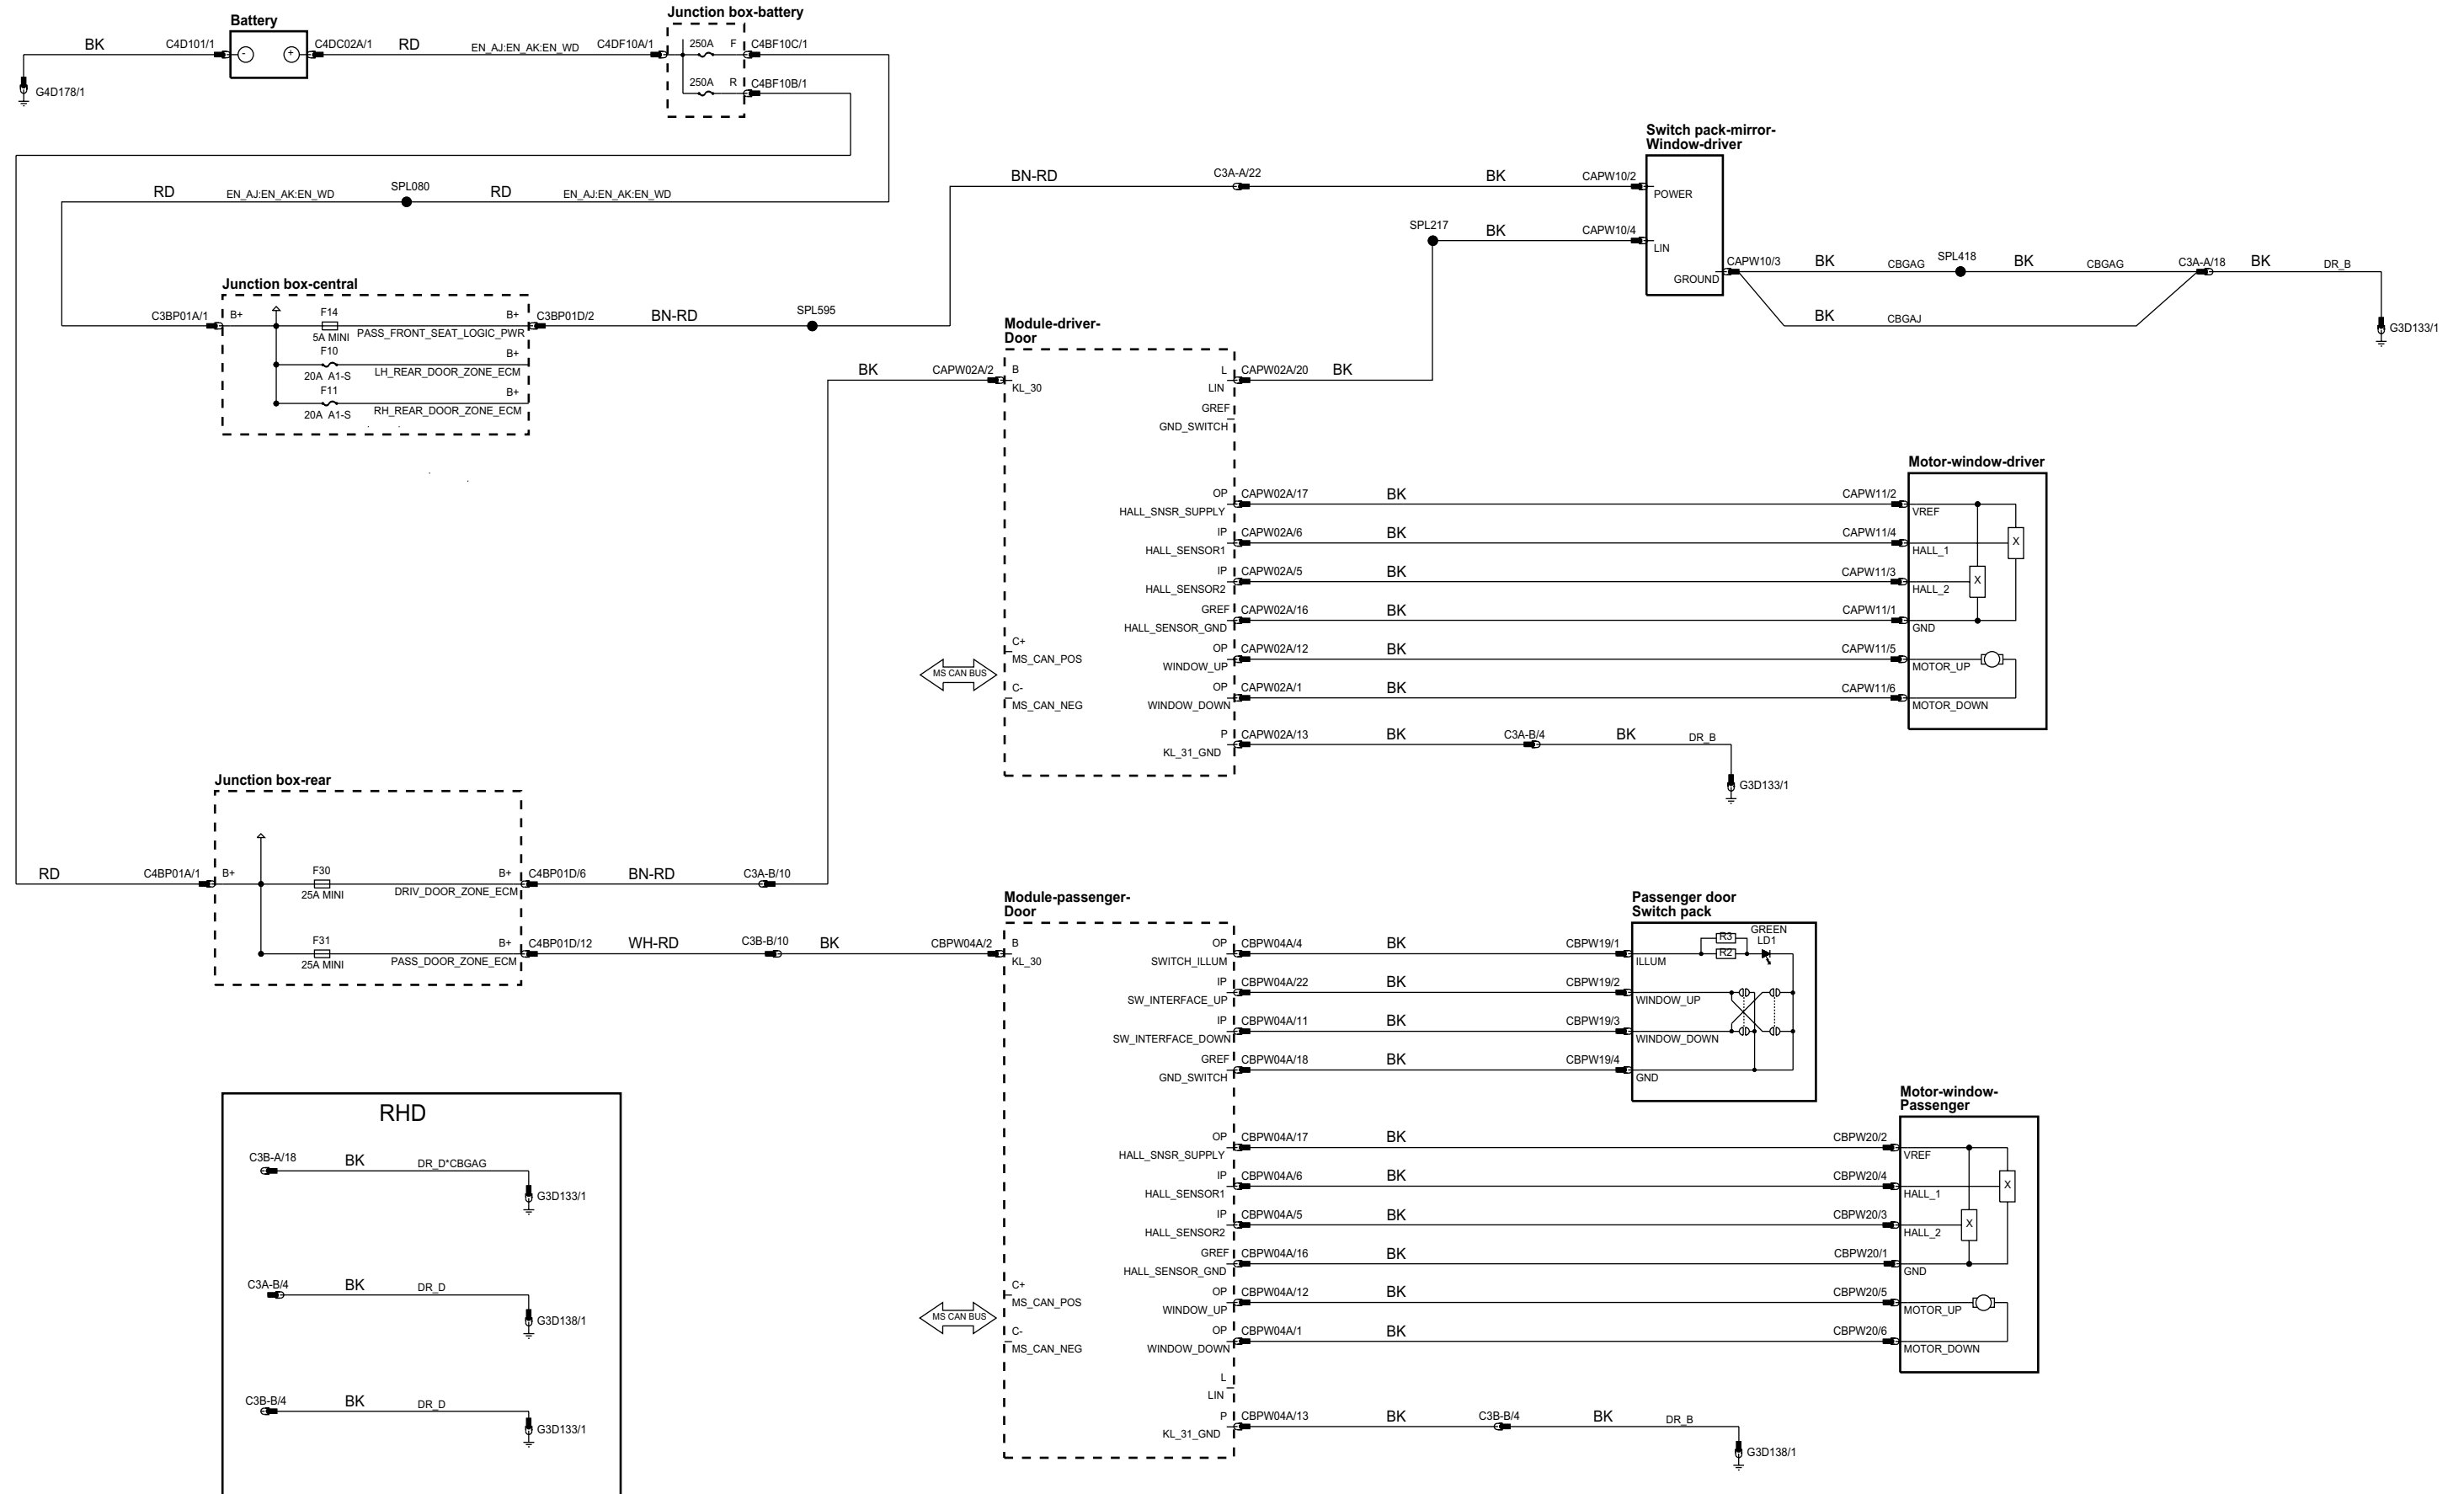 Junction box-battery
Battery
BK
C4D101/1
-
+
C4DC02A/1
RD
EN_AJ:EN_AK:EN_WD
C4DF10A/1
250A F
C4BF10C/1
250A R
C4BF10B/1
G4D178/1
RD
EN_AJ:EN_AK:EN_WD
SPL080
RD
EN_AJ:EN_AK:EN_WD
BN-RD
C3A-A/22
BK
CAPW10/2
Switch pack-mirror-
Window-driver
POWER
SPL217
BK
CAPW10/4
LIN
GROUND
CAPW10/3
BK
CBGAG
SPL418
BK
CBGAG
C3A-A/18
BK
DR_B
BK
CBGAJ
G3D133/1
Junction box-central
C3BP01A/1
B+
F14
5A MINI
PASS_FRONT_SEAT_LOGIC_PWR
B+
C3BP01D/2
BN-RD
SPL595
F10
20A A1-S
B+
LH_REAR_DOOR_ZONE_ECM
F11
20A A1-S
B+
RH_REAR_DOOR_ZONE_ECM
Module-driver-
Door
BK
CAPW02A/2
B
KL_30
L
LIN
CAPW02A/20
BK
GREF
GND_SWITCH
Motor-window-driver
OP
HALL_SNSR_SUPPLY
CAPW02A/17
BK
CAPW11/2
VREF
IP
HALL_SENSOR1
CAPW02A/6
BK
CAPW11/4
HALL_1
X
IP
HALL_SENSOR2
CAPW02A/5
BK
CAPW11/3
HALL_2
X
GREF
HALL_SENSOR_GND
CAPW02A/16
BK
CAPW11/1
GND
C+
MS_CAN_POS
MS CAN BUS
C-
MS_CAN_NEG
OP
WINDOW_UP
CAPW02A/12
BK
CAPW11/5
MOTOR_UP
OP
WINDOW_DOWN
CAPW02A/1
BK
CAPW11/6
MOTOR_DOWN
P
KL_31_GND
CAPW02A/13
BK
C3A-B/4
BK
DR_B
G3D133/1
Junction box-rear
RD
C4BP01A/1
B+
F30
25A MINI
B+
DRIV_DOOR_ZONE_ECM
C4BP01D/6
BN-RD
C3A-B/10
F31
25A MINI
B+
PASS_DOOR_ZONE_ECM
C4BP01D/12
WH-RD
C3B-B/10
BK
CBPW04A/2
Module-passenger-
Door
B
KL_30
OP
SWITCH_ILLUM
CBPW04A/4
BK
CBPW19/1
Passenger door
Switch pack
ILLUM
R3
R2
GREEN
LD1
IP
SW_INTERFACE_UP
CBPW04A/22
BK
CBPW19/2
WINDOW_UP
IP
SW_INTERFACE_DOWN
CBPW04A/11
BK
CBPW19/3
WINDOW_DOWN
GREF
GND_SWITCH
CBPW04A/18
BK
CBPW19/4
GND
Motor-window-
Passenger
OP
HALL_SNSR_SUPPLY
CBPW04A/17
BK
CBPW20/2
VREF
IP
HALL_SENSOR1
CBPW04A/6
BK
CBPW20/4
HALL_1
X
IP
HALL_SENSOR2
CBPW04A/5
BK
CBPW20/3
HALL_2
X
GREF
HALL_SENSOR_GND
CBPW04A/16
BK
CBPW20/1
GND
C+
MS_CAN_POS
MS CAN BUS
C-
MS_CAN_NEG
OP
WINDOW_UP
CBPW04A/12
BK
CBPW20/5
MOTOR_UP
OP
WINDOW_DOWN
CBPW04A/1
BK
CBPW20/6
MOTOR_DOWN
L
LIN
P
KL_31_GND
CBPW04A/13
BK
C3B-B/4
BK
DR_B
G3D138/1
RHD
C3B-A/18
BK
DR_D*CBGAG
G3D133/1
C3A-B/4
BK
DR_D
G3D138/1
C3B-B/4
BK
DR_D
G3D133/1